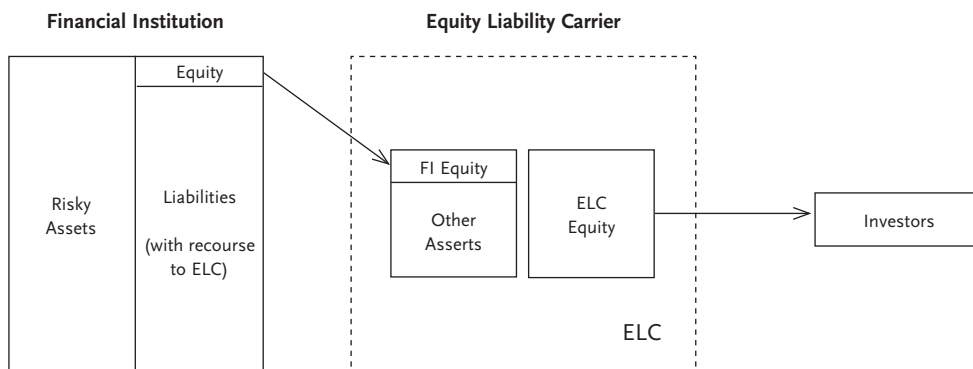 Financial Institution
Equity Liability Carrier
Equity
Risky
Assets
Liabilities
(with recourse
to ELC)
FI Equity
Other
Asserts
ELC
Equity
Investors
ELC